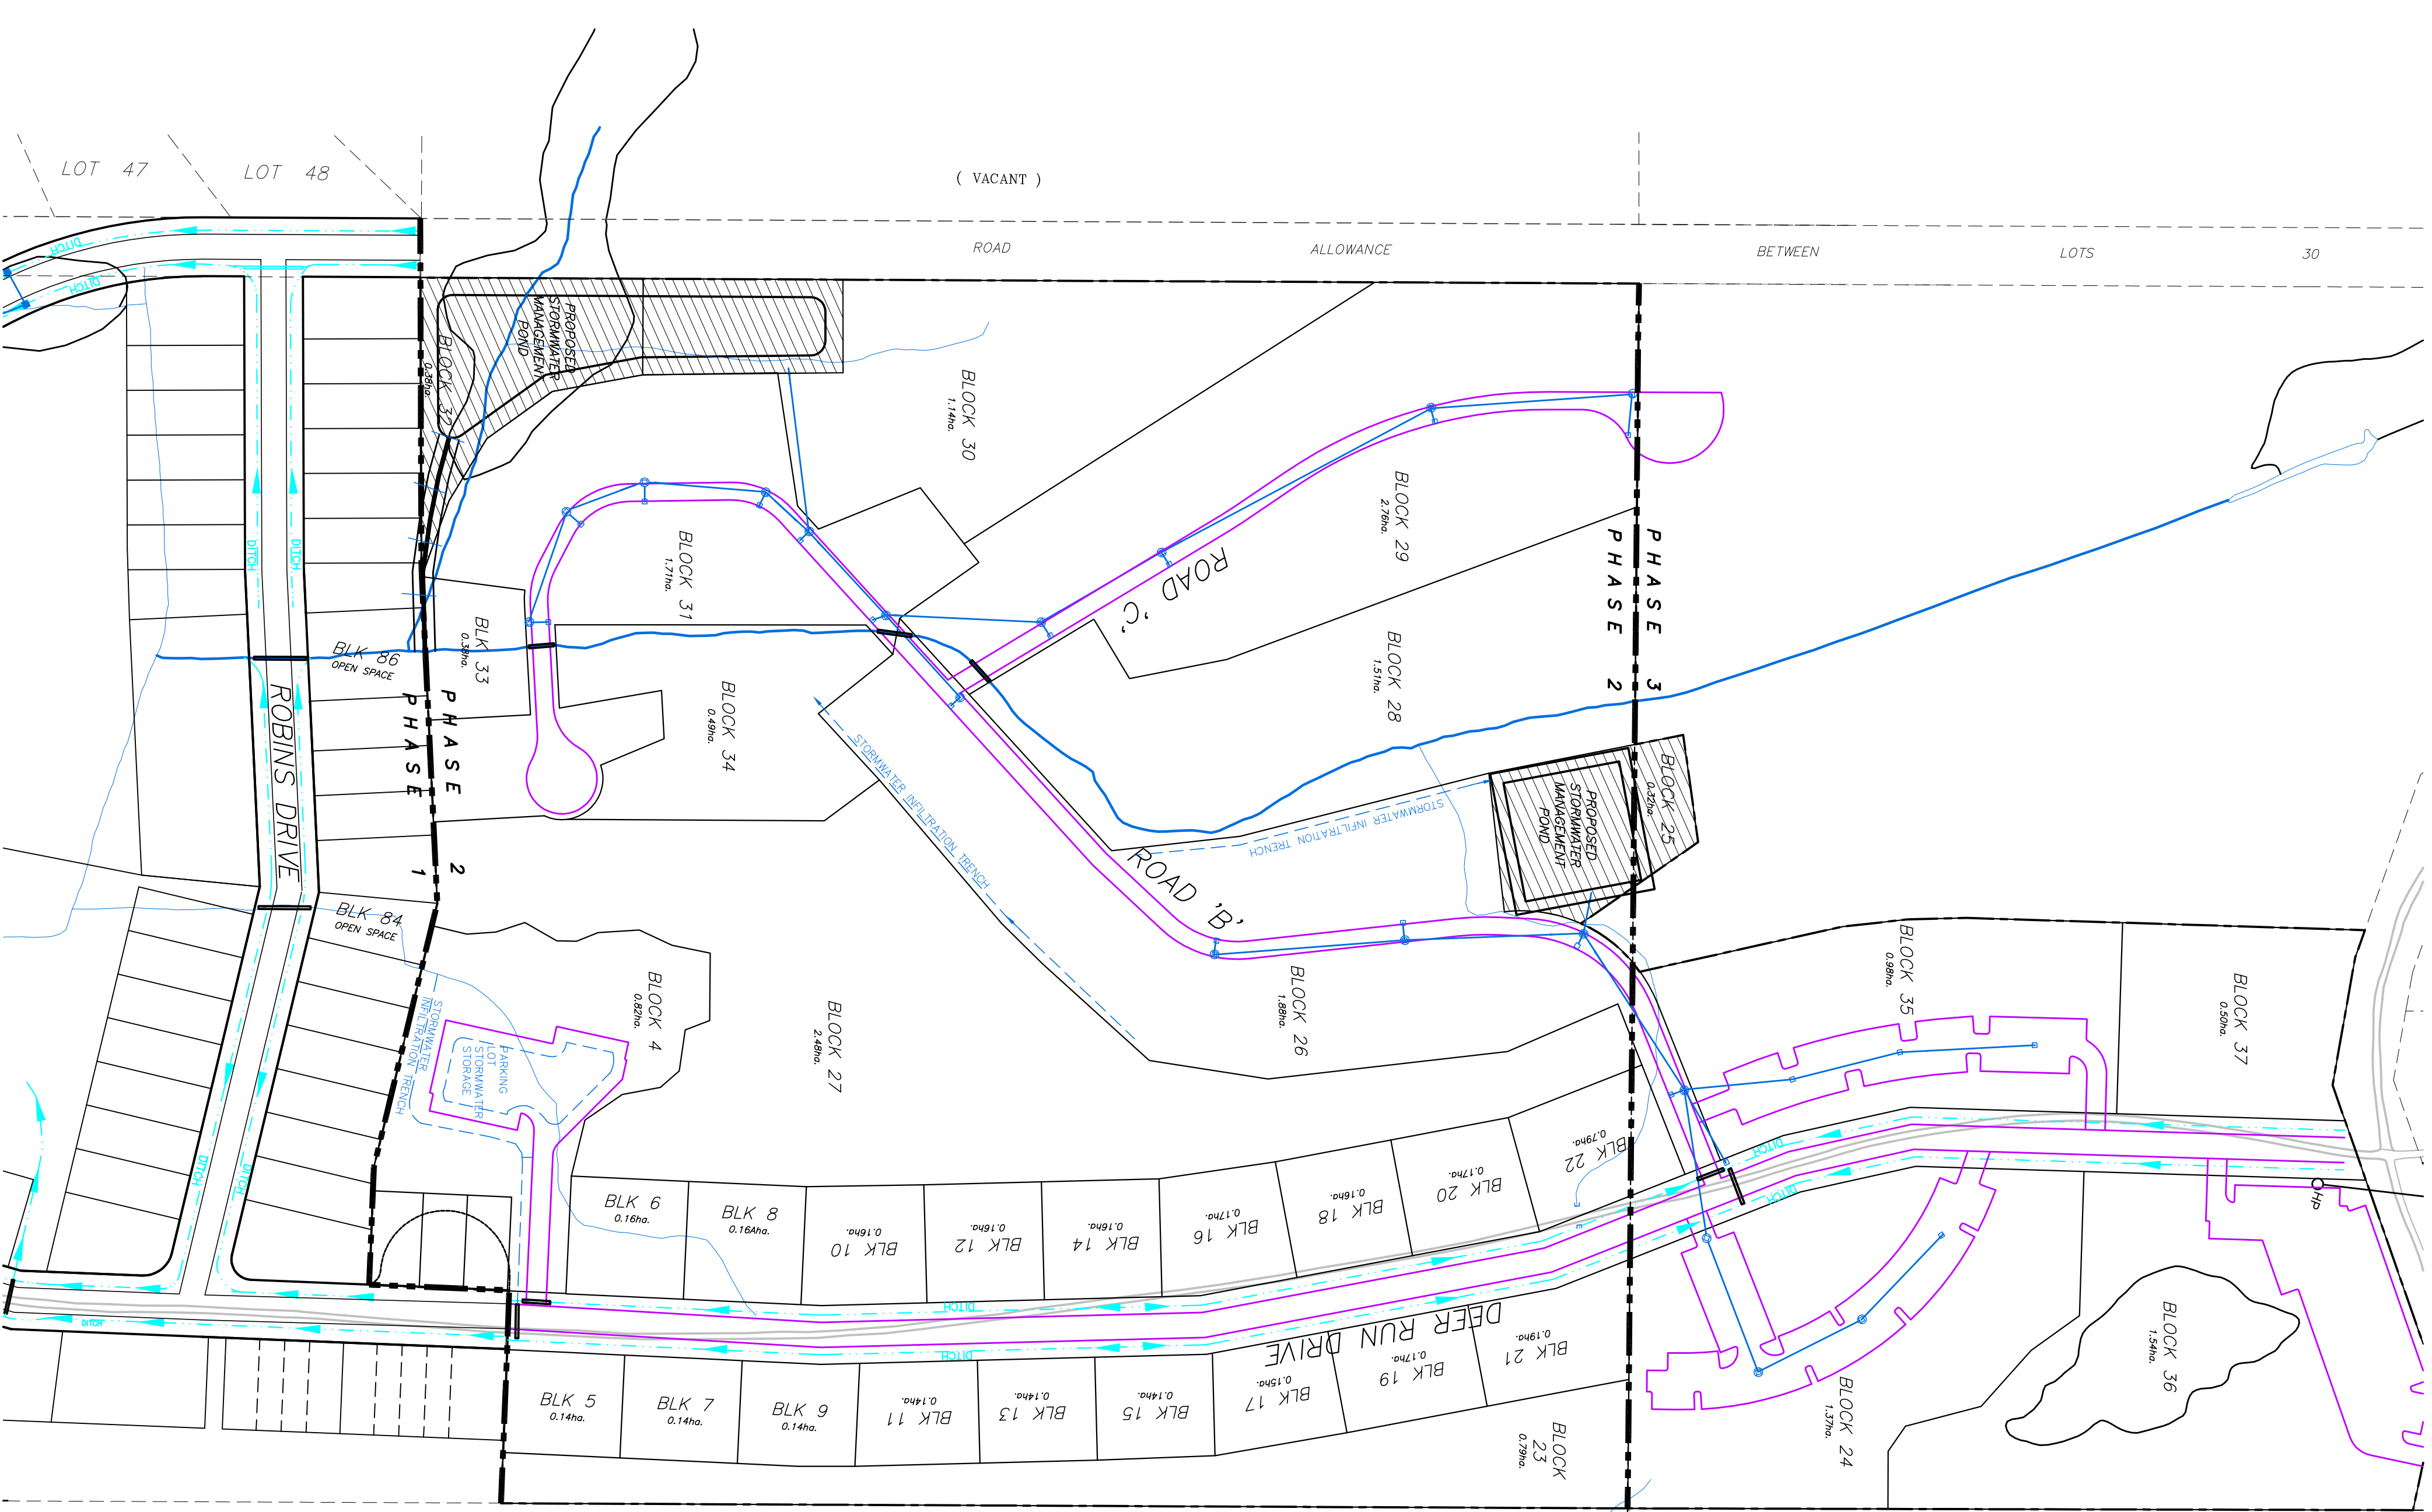 LOT 47
LOT 48
( VACANT )
ROAD
ALLOWANCE
BETWEEN
LOTS
30
DITCH
DITCH
PROPOSED
STORMWATER
MANAGEMENT
POND
BLOCK 32
0.38ha.
BLOCK 30
1.14ha.
BLOCK 29
2.76ha.
ROAD 'C'
BLOCK 31
1.71ha.
DITCH
DITCH
PHASE 3
PHASE 2
BLK 33
0.38ha.
BLK 86
OPEN SPACE
BLOCK 28
1.51ha.
BLOCK 34
0.49ha.
ROBINS DRIVE
PHASE 2
PHASE 1
STORMWATER INFILTRATION TRENCH
STORMWATER INFILTRATION TRENCH
PROPOSED
STORMWATER
MANAGEMENT
POND
BLOCK 25
0.32ha.
ROAD 'B'
BLK 84
OPEN SPACE
BLOCK 4
0.82ha.
BLOCK 27
2.48ha.
BLOCK 26
1.88ha.
BLOCK 35
0.98ha.
BLOCK 37
0.50ha.
STORMWATER
INFILTRATION TRENCH
PARKING
LOT
STORMWATER
STORAGE
DITCH
DITCH
BLK 6
0.16ha.
BLK 8
0.16Aha.
BLK 10
0.16ha.
BLK 12
0.16ha.
BLK 14
0.16ha.
BLK 16
0.17ha.
BLK 18
0.16ha.
BLK 20
0.17ha.
BLK 22
0.79ha.
DITCH
DITCH
HP
DITCH
DITCH
DITCH
DEER RUN DRIVE
BLK 5
0.14ha.
BLK 7
0.14ha.
BLK 9
0.14ha.
BLK 11
0.14ha.
BLK 13
0.14ha.
BLK 15
0.14ha.
BLK 17
0.15ha.
BLK 19
0.17ha.
BLK 21
0.19ha.
BLOCK
23
0.79ha.
BLOCK 24
1.37ha.
BLOCK 36
1.54ha.